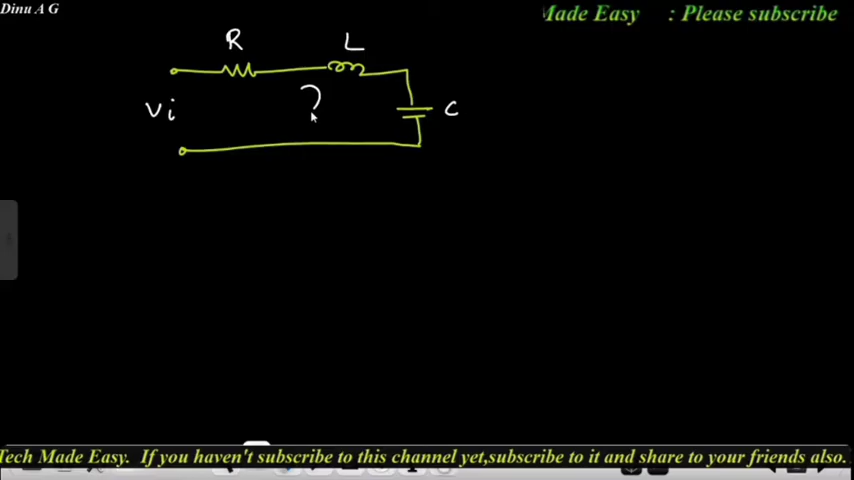 Dinu A G
Made Easy : Please subscribe
R L
?
Vi C
Tech Made Easy. If you haven't subscribe to this channel yet,subscribe to it and share to your friends also.